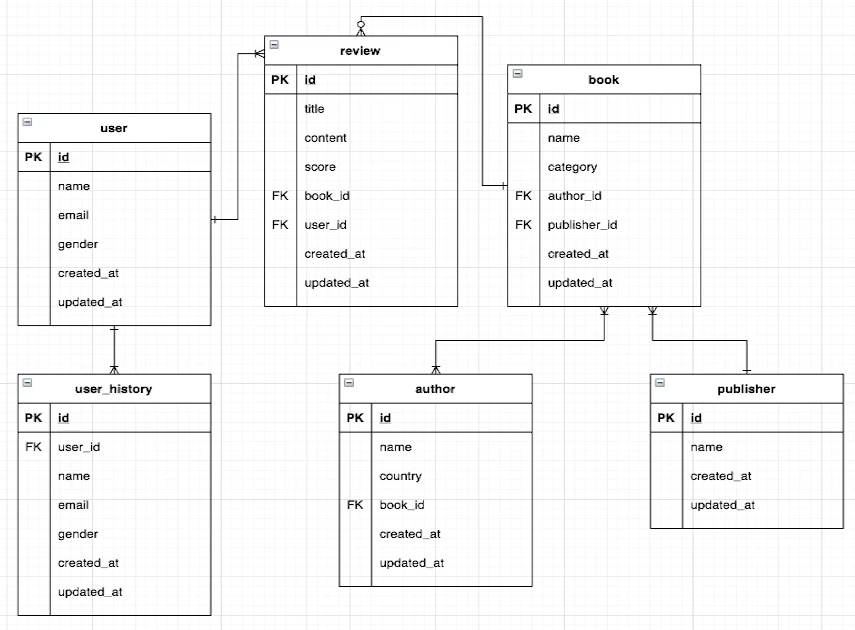 review
PK id
title
content
score
FK book_id
FK user_id
created_at
updated_at
book
PK id
name
category
FK author_id
FK publisher_id
created_at
updated_at
user
PK id
name
email
gender
created_at
updated_at
user_history
PK id
FK user_id
name
email
gender
created_at
updated_at
author
PK id
name
country
FK book_id
created_at
updated_at
publisher
PK id
name
created_at
updated_at